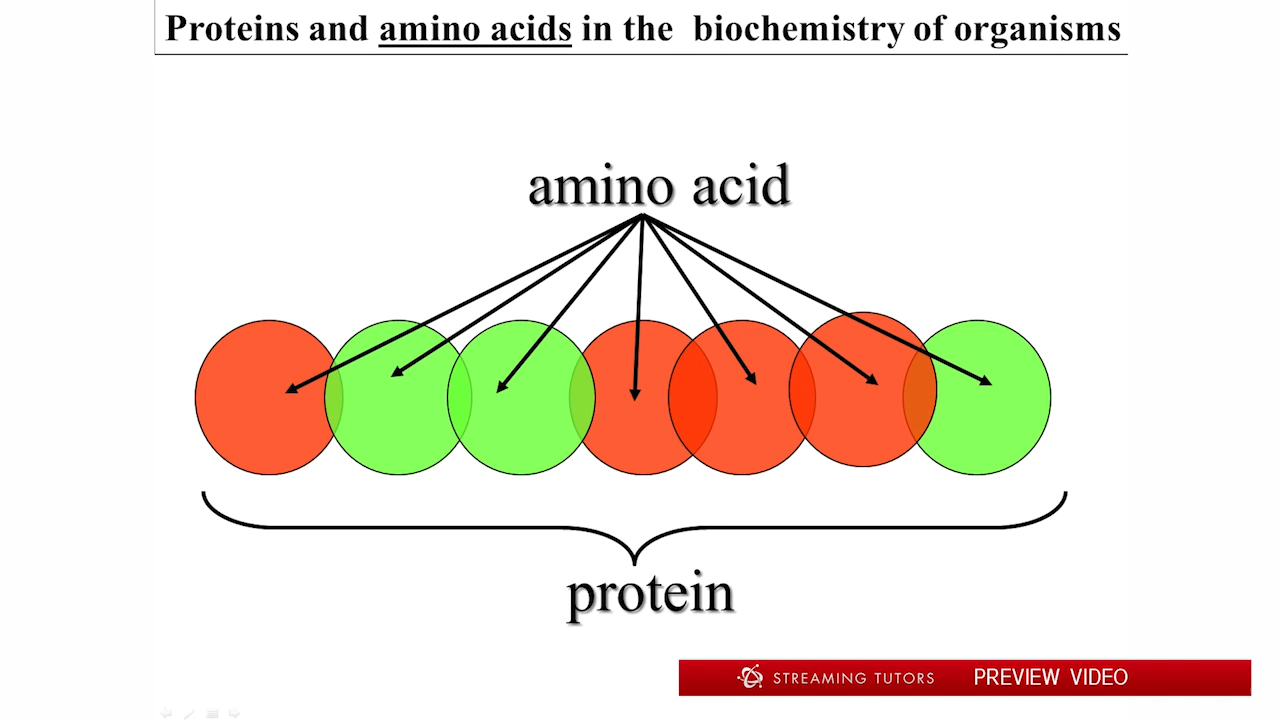 Proteins and amino acids in the  biochemistry of organisms
amino acid
protein
STREAMING TUTORS PREVIEW VIDEO